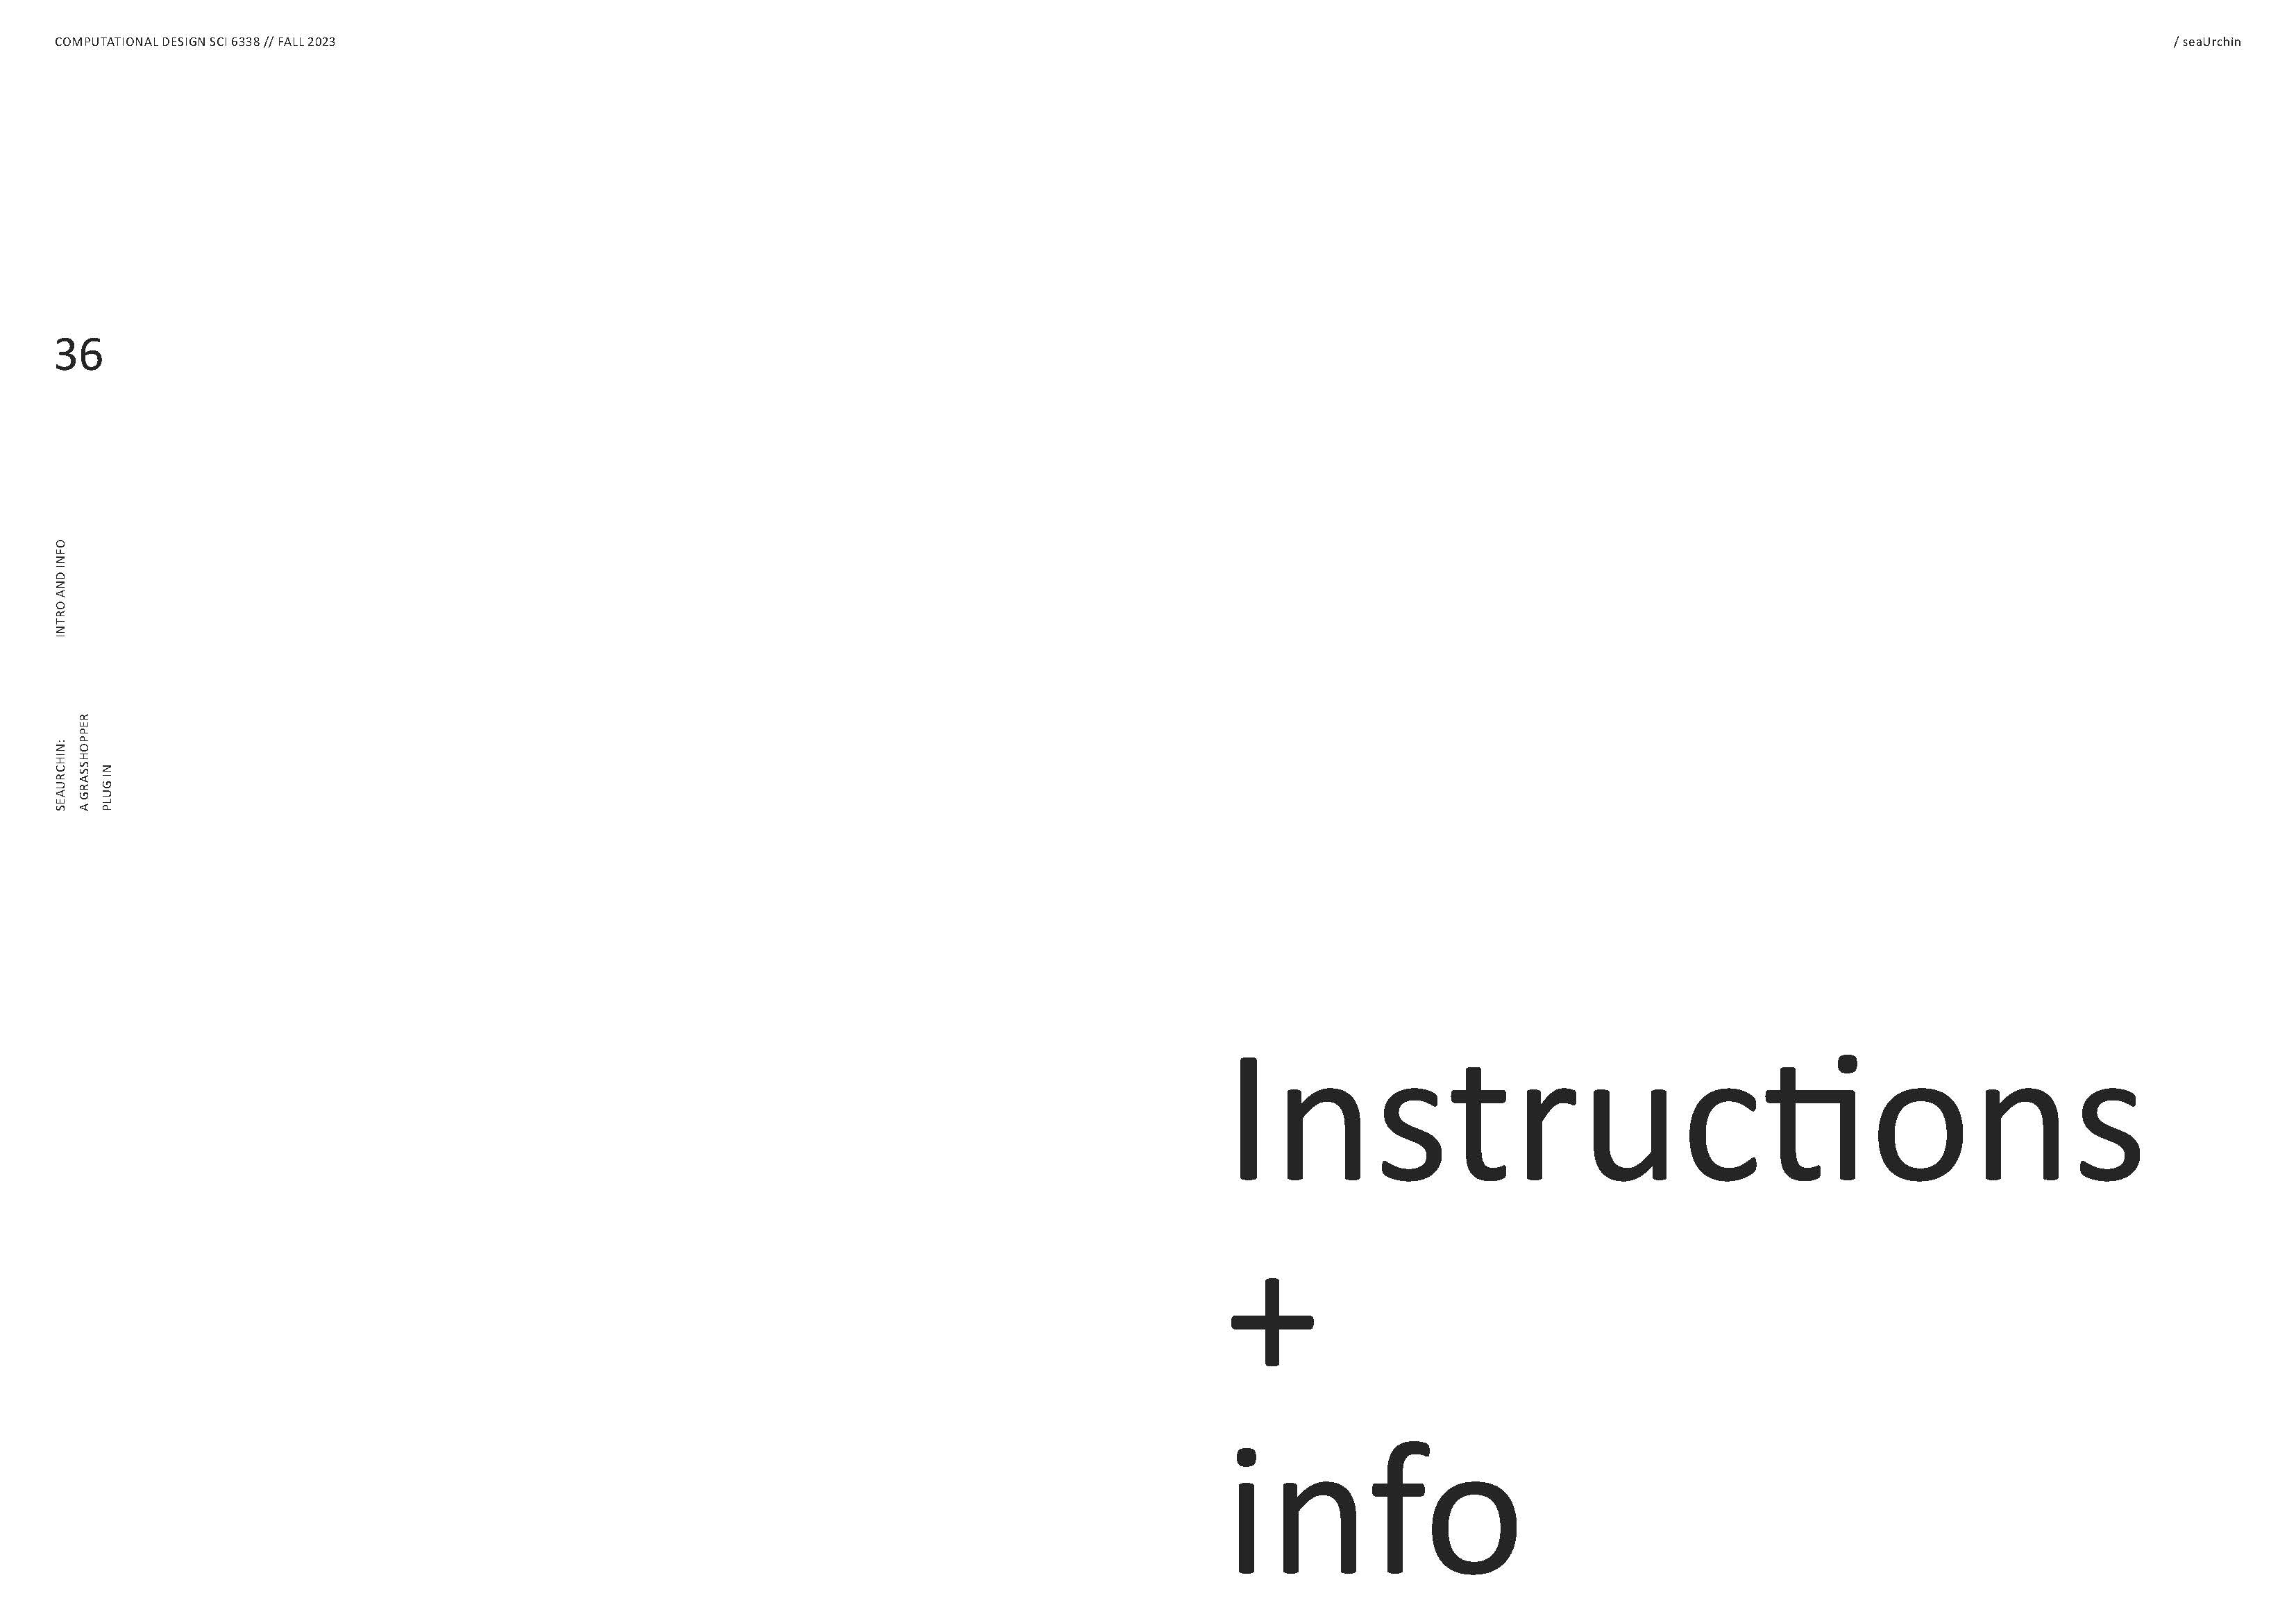 COMPUTATIONAL DESIGN SCI 6338 // FALL 2023
/ seaUrchin
36
INTRO AND INFO
SEAURCHIN:
A GRASSHOPPER
PLUG IN
Instructions
+
info